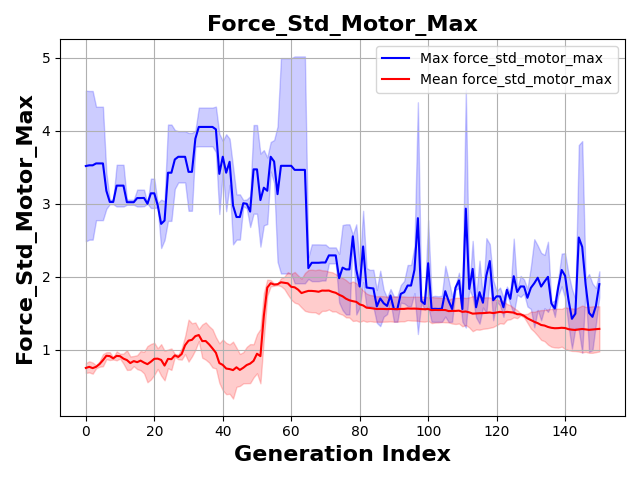 Force_Std_Motor_Max
Max force_std_motor_max
Mean force_std_motor_max
Force_Std_Motor_Max
5
4
3
2
1
0
20
40
60
80
100
120
140
Generation Index